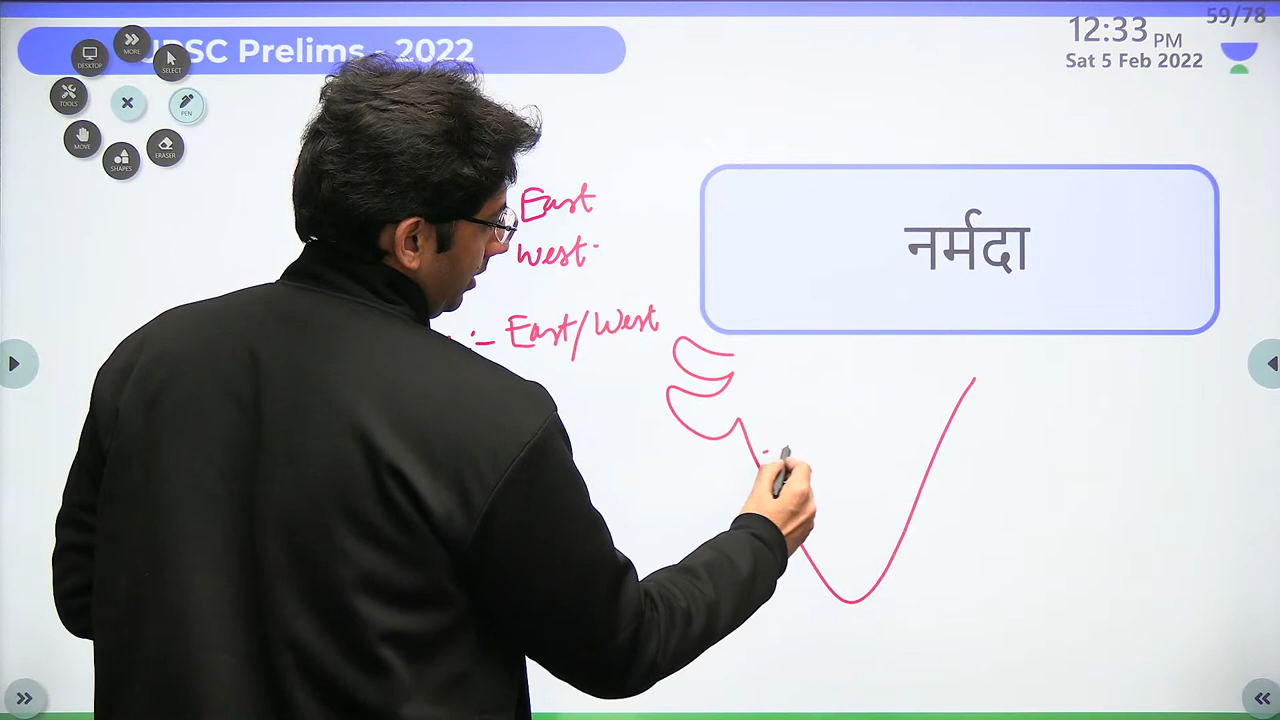 59/78
12:33 PM
Sat 5 Feb 2022
UPSC Prelims - 2022
MORE
DESKTOP
SELECT
TOOLS
PEN
MOVE
ERASER
SHAPES
East
West
नर्मदा
:- East/West